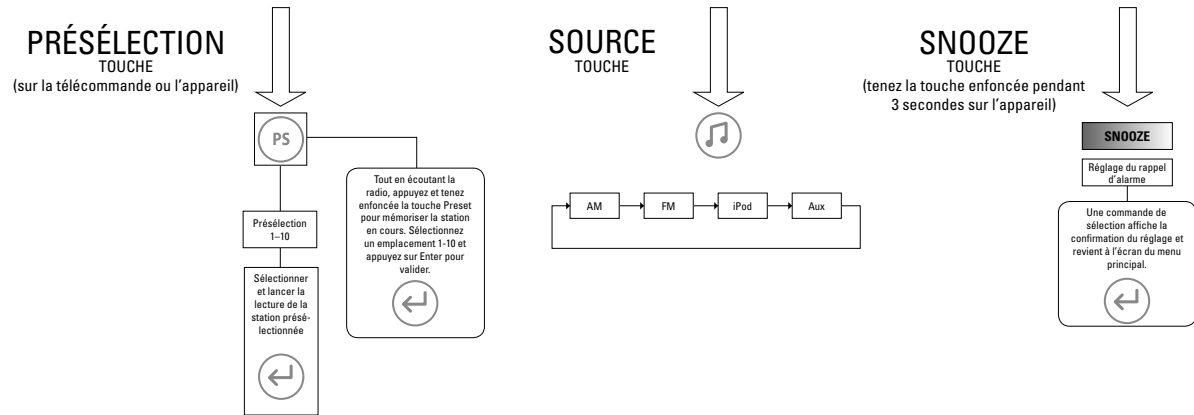 PRÉSÉLECTION
TOUCHE
(sur la télécommande ou l'appareil)
PS
Présélection
1–10
Sélectionner
et lancer la
lecture de la
station présé-
lectionnée
Tout en écoutant la
radio, appuyez et tenez
enfoncée la touche Preset
pour mémoriser la station
en cours. Sélectionnez
un emplacement 1-10 et
appuyez sur Enter pour
valider.
SOURCE
TOUCHE
AM
FM
iPod
Aux
SNOOZE
TOUCHE
(tenez la touche enfoncée pendant
3 secondes sur l'appareil)
SNOOZE
Réglage du rappel
d'alarme
Une commande de
sélection affiche la
confirmation du réglage et
revient à l'écran du menu
principal.